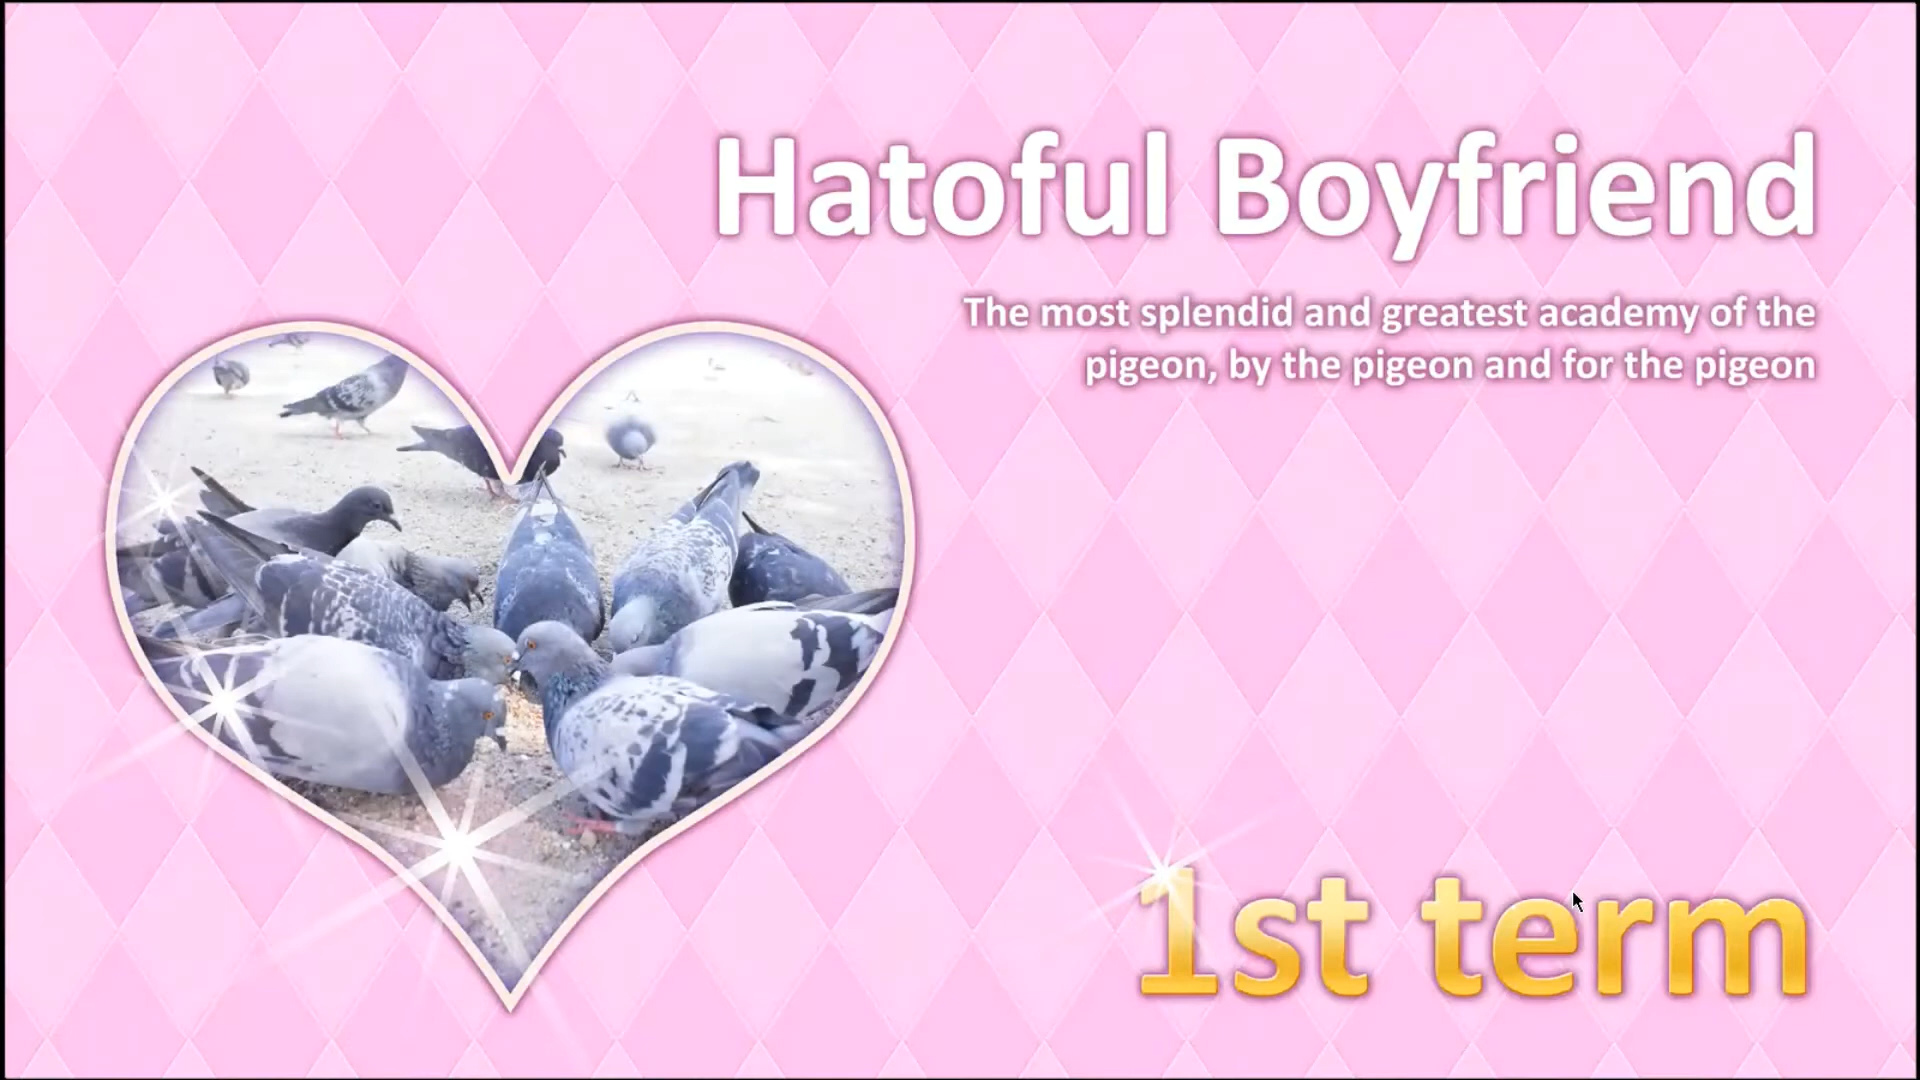 Hatoful Boyfriend
The most splendid and greatest academy of the
pigeon, by the pigeon and for the pigeon
1st term